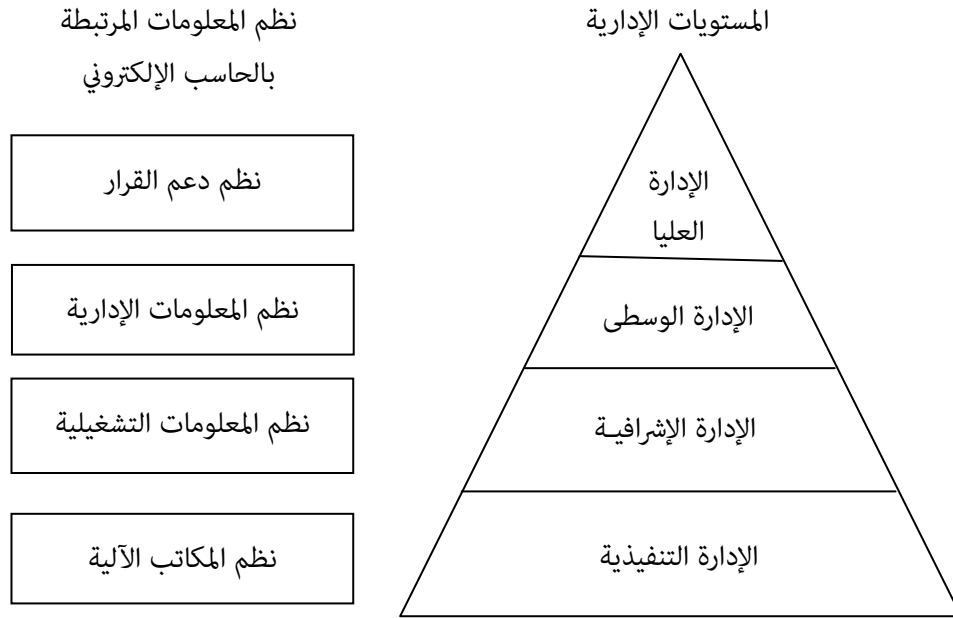 المستويات الإدارية
نظم المعلومات المرتبطة
بالحاسب الإلكتروني
الإدارة
العليا
نظم دعم القرار
الإدارة الوسطى
نظم المعلومات الإدارية
الإدارة الإشرافيـة
نظم المعلومات التشغيلية
الإدارة التنفيذية
نظم المكاتب الآلية